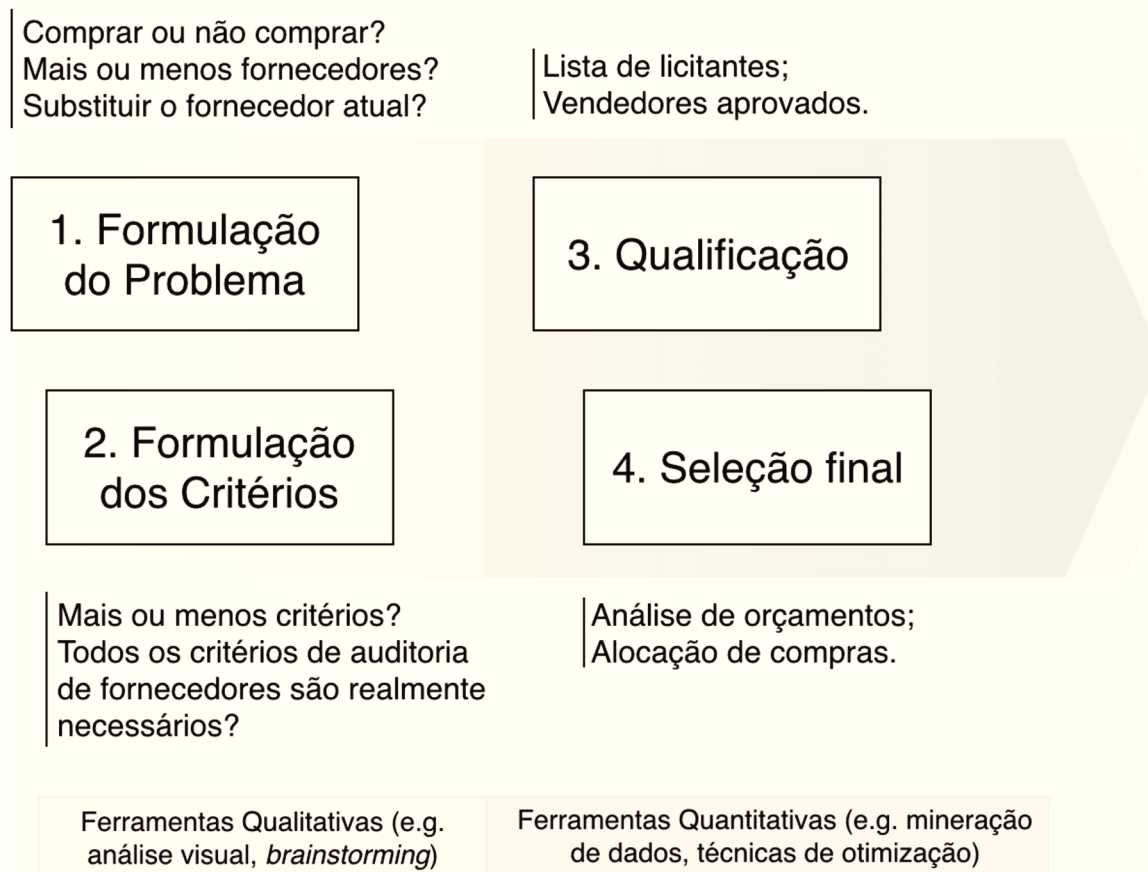 Comprar ou não comprar?
Mais ou menos fornecedores?
Substituir o fornecedor atual?
Lista de licitantes;
Vendedores aprovados.
1. Formulação
do Problema
3. Qualificação
2. Formulação
dos Critérios
4. Seleção final
Mais ou menos critérios?
Todos os critérios de auditoria
de fornecedores são realmente
necessários?
Análise de orçamentos;
Alocação de compras.
Ferramentas Qualitativas (e.g.
análise visual, brainstorming)
Ferramentas Quantitativas (e.g. mineração
de dados, técnicas de otimização)